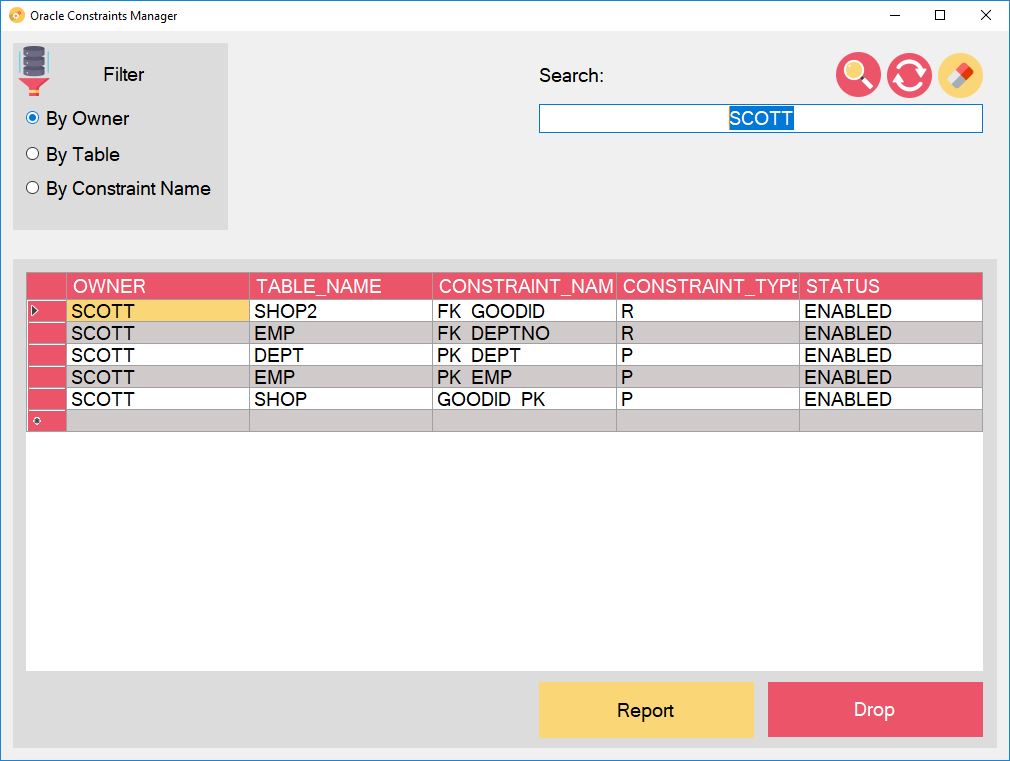 Oracle Constraints Manager
Filter
By Owner
By Table
By Constraint Name
Search:
SCOTT
OWNER TABLE_NAME CONSTRAINT_NAM CONSTRAINT_TYPE STATUS
SCOTT SHOP2 FK_GOODID R ENABLED
SCOTT EMP FK_DEPTNO R ENABLED
SCOTT DEPT PK_DEPT P ENABLED
SCOTT EMP PK_EMP P ENABLED
SCOTT SHOP GOODID_PK P ENABLED
Report Drop